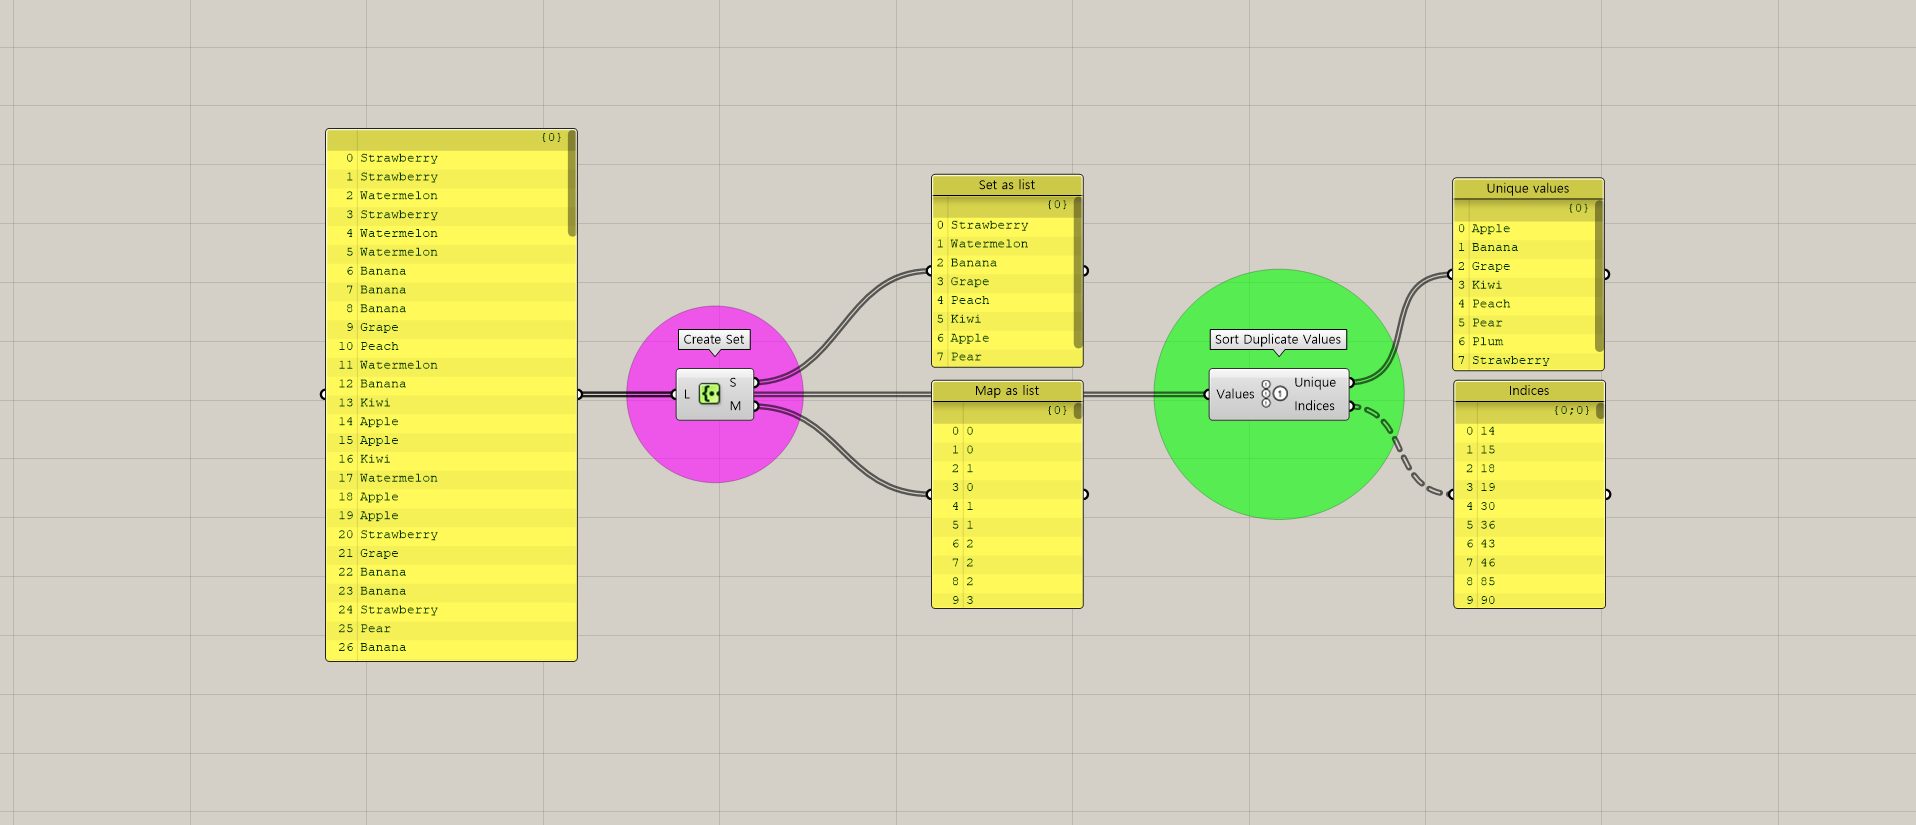 {0}
0 Strawberry
1 Strawberry
2 Watermelon
3 Strawberry
4 Watermelon
5 Watermelon
6 Banana
7 Banana
8 Banana
9 Grape
10 Peach
11 Watermelon
12 Banana
13 Kiwi
14 Apple
15 Apple
16 Kiwi
17 Watermelon
18 Apple
19 Apple
20 Strawberry
21 Grape
22 Banana
23 Banana
24 Strawberry
25 Pear
26 Banana
Create Set
L
S
M
Set as list
{0}
0 Strawberry
1 Watermelon
2 Banana
3 Grape
4 Peach
5 Kiwi
6 Apple
7 Pear
Map as list
{0}
0 0
1 0
2 1
3 0
4 1
5 1
6 2
7 2
8 2
9 3
Sort Duplicate Values
Values
Unique
Indices
Unique values
{0}
0 Apple
1 Banana
2 Grape
3 Kiwi
4 Peach
5 Pear
6 Plum
7 Strawberry
Indices
{0;0}
0 14
1 15
2 18
3 19
4 30
5 36
6 43
7 46
8 85
9 90